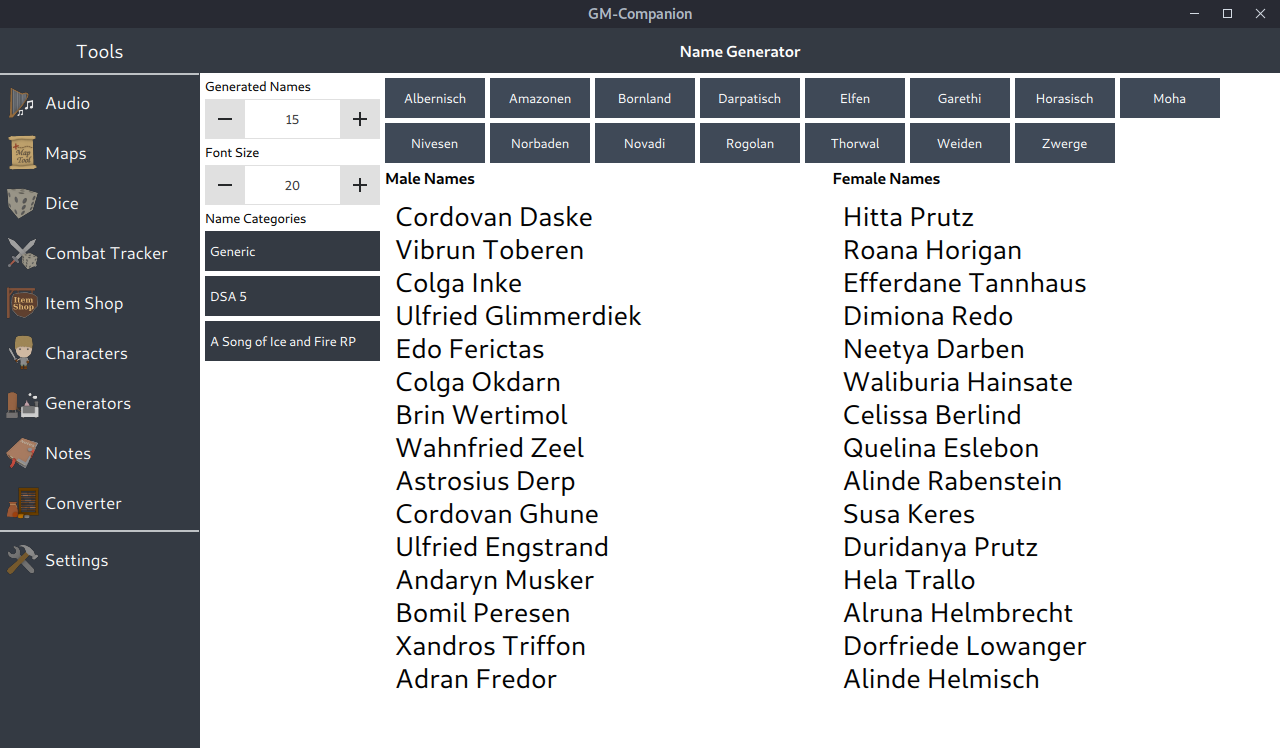 GM-Companion
Tools
Name Generator
Audio
Maps
Dice
Combat Tracker
Item Shop
Characters
Generators
Notes
Converter
Settings
Map
Tool
Item
Shop
Generated Names
15
Font Size
20
Name Categories
Generic
DSA 5
A Song of Ice and Fire RP
Albernisch Amazonen Bornland Darpatisch Elfen Garethi Horasisch Moha
Nivesen Norbaden Novadi Rogolan Thorwal Weiden Zwerge
Male Names
Cordovan Daske
Vibrun Toberen
Colga Inke
Ulfried Glimmerdiek
Edo Ferictas
Colga Okdarn
Brin Wertimol
Wahnfried Zeel
Astrosius Derp
Cordovan Ghune
Ulfried Engstrand
Andaryn Musker
Bomil Peresen
Xandros Triffon
Adran Fredor
Female Names
Hitta Prutz
Roana Horigan
Efferdane Tannhaus
Dimiona Redo
Neetya Darben
Waliburia Hainsate
Celissa Berlind
Quelina Eslebon
Alinde Rabenstein
Susa Keres
Duridanya Prutz
Hela Trallo
Alruna Helmbrecht
Dorfriede Lowanger
Alinde Helmisch